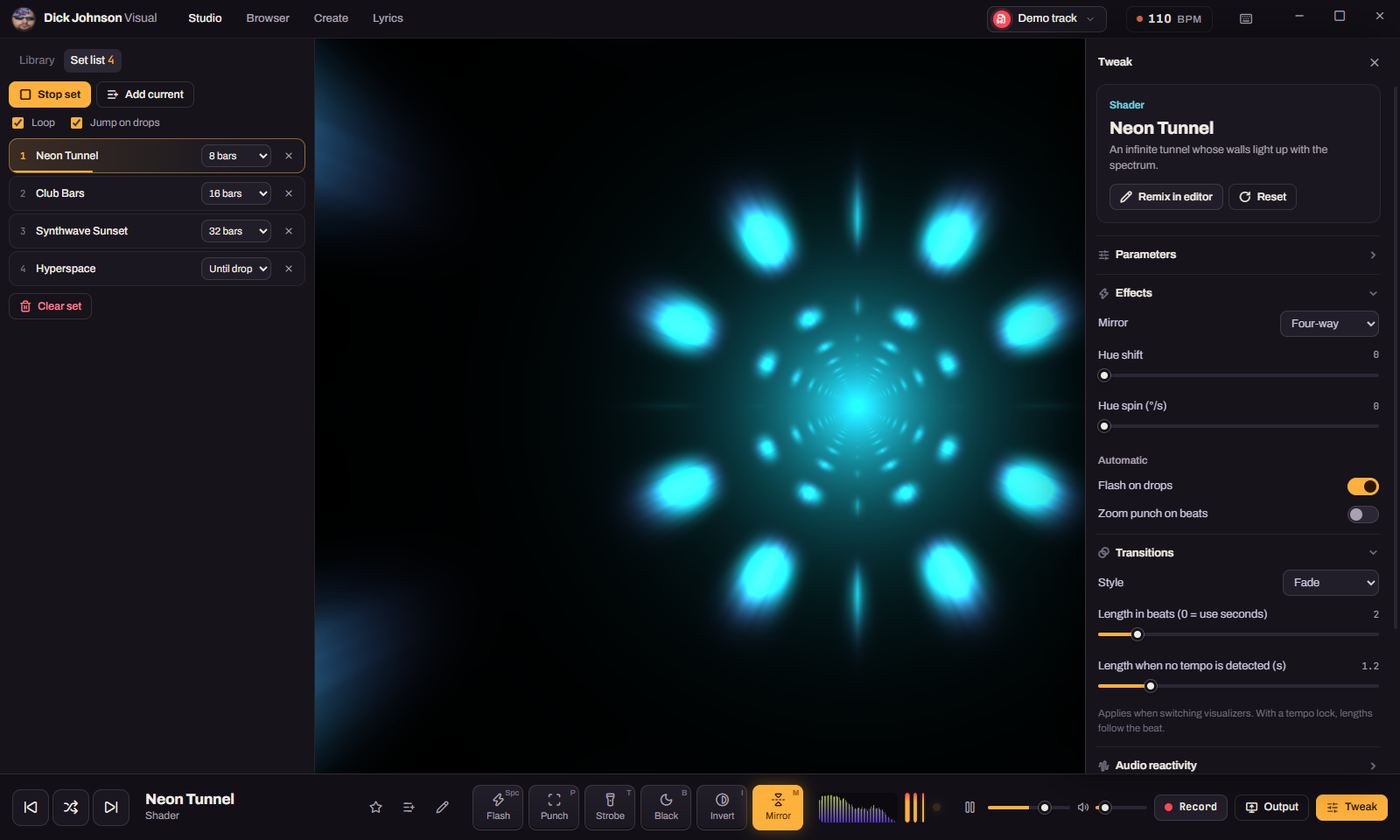 Dick Johnson Visual
Studio
Browser
Create
Lyrics
Demo track
110 BPM
Library
Set list 4
Stop set
Add current
Loop
Jump on drops
1 Neon Tunnel 8 bars
2 Club Bars 16 bars
3 Synthwave Sunset 32 bars
4 Hyperspace Until drop
Clear set
Tweak
Shader
Neon Tunnel
An infinite tunnel whose walls light up with the
spectrum.
Remix in editor
Reset
Parameters
Effects
Mirror Four-way
Hue shift 0
Hue spin (°/s) 0
Automatic
Flash on drops
Zoom punch on beats
Transitions
Style Fade
Length in beats (0 = use seconds) 2
Length when no tempo is detected (s) 1.2
Applies when switching visualizers. With a tempo lock, lengths
follow the beat.
Audio reactivity
Neon Tunnel
Shader
Spc
Flash
P
Punch
T
Strobe
B
Black
I
Invert
M
Mirror
Record
Output
Tweak